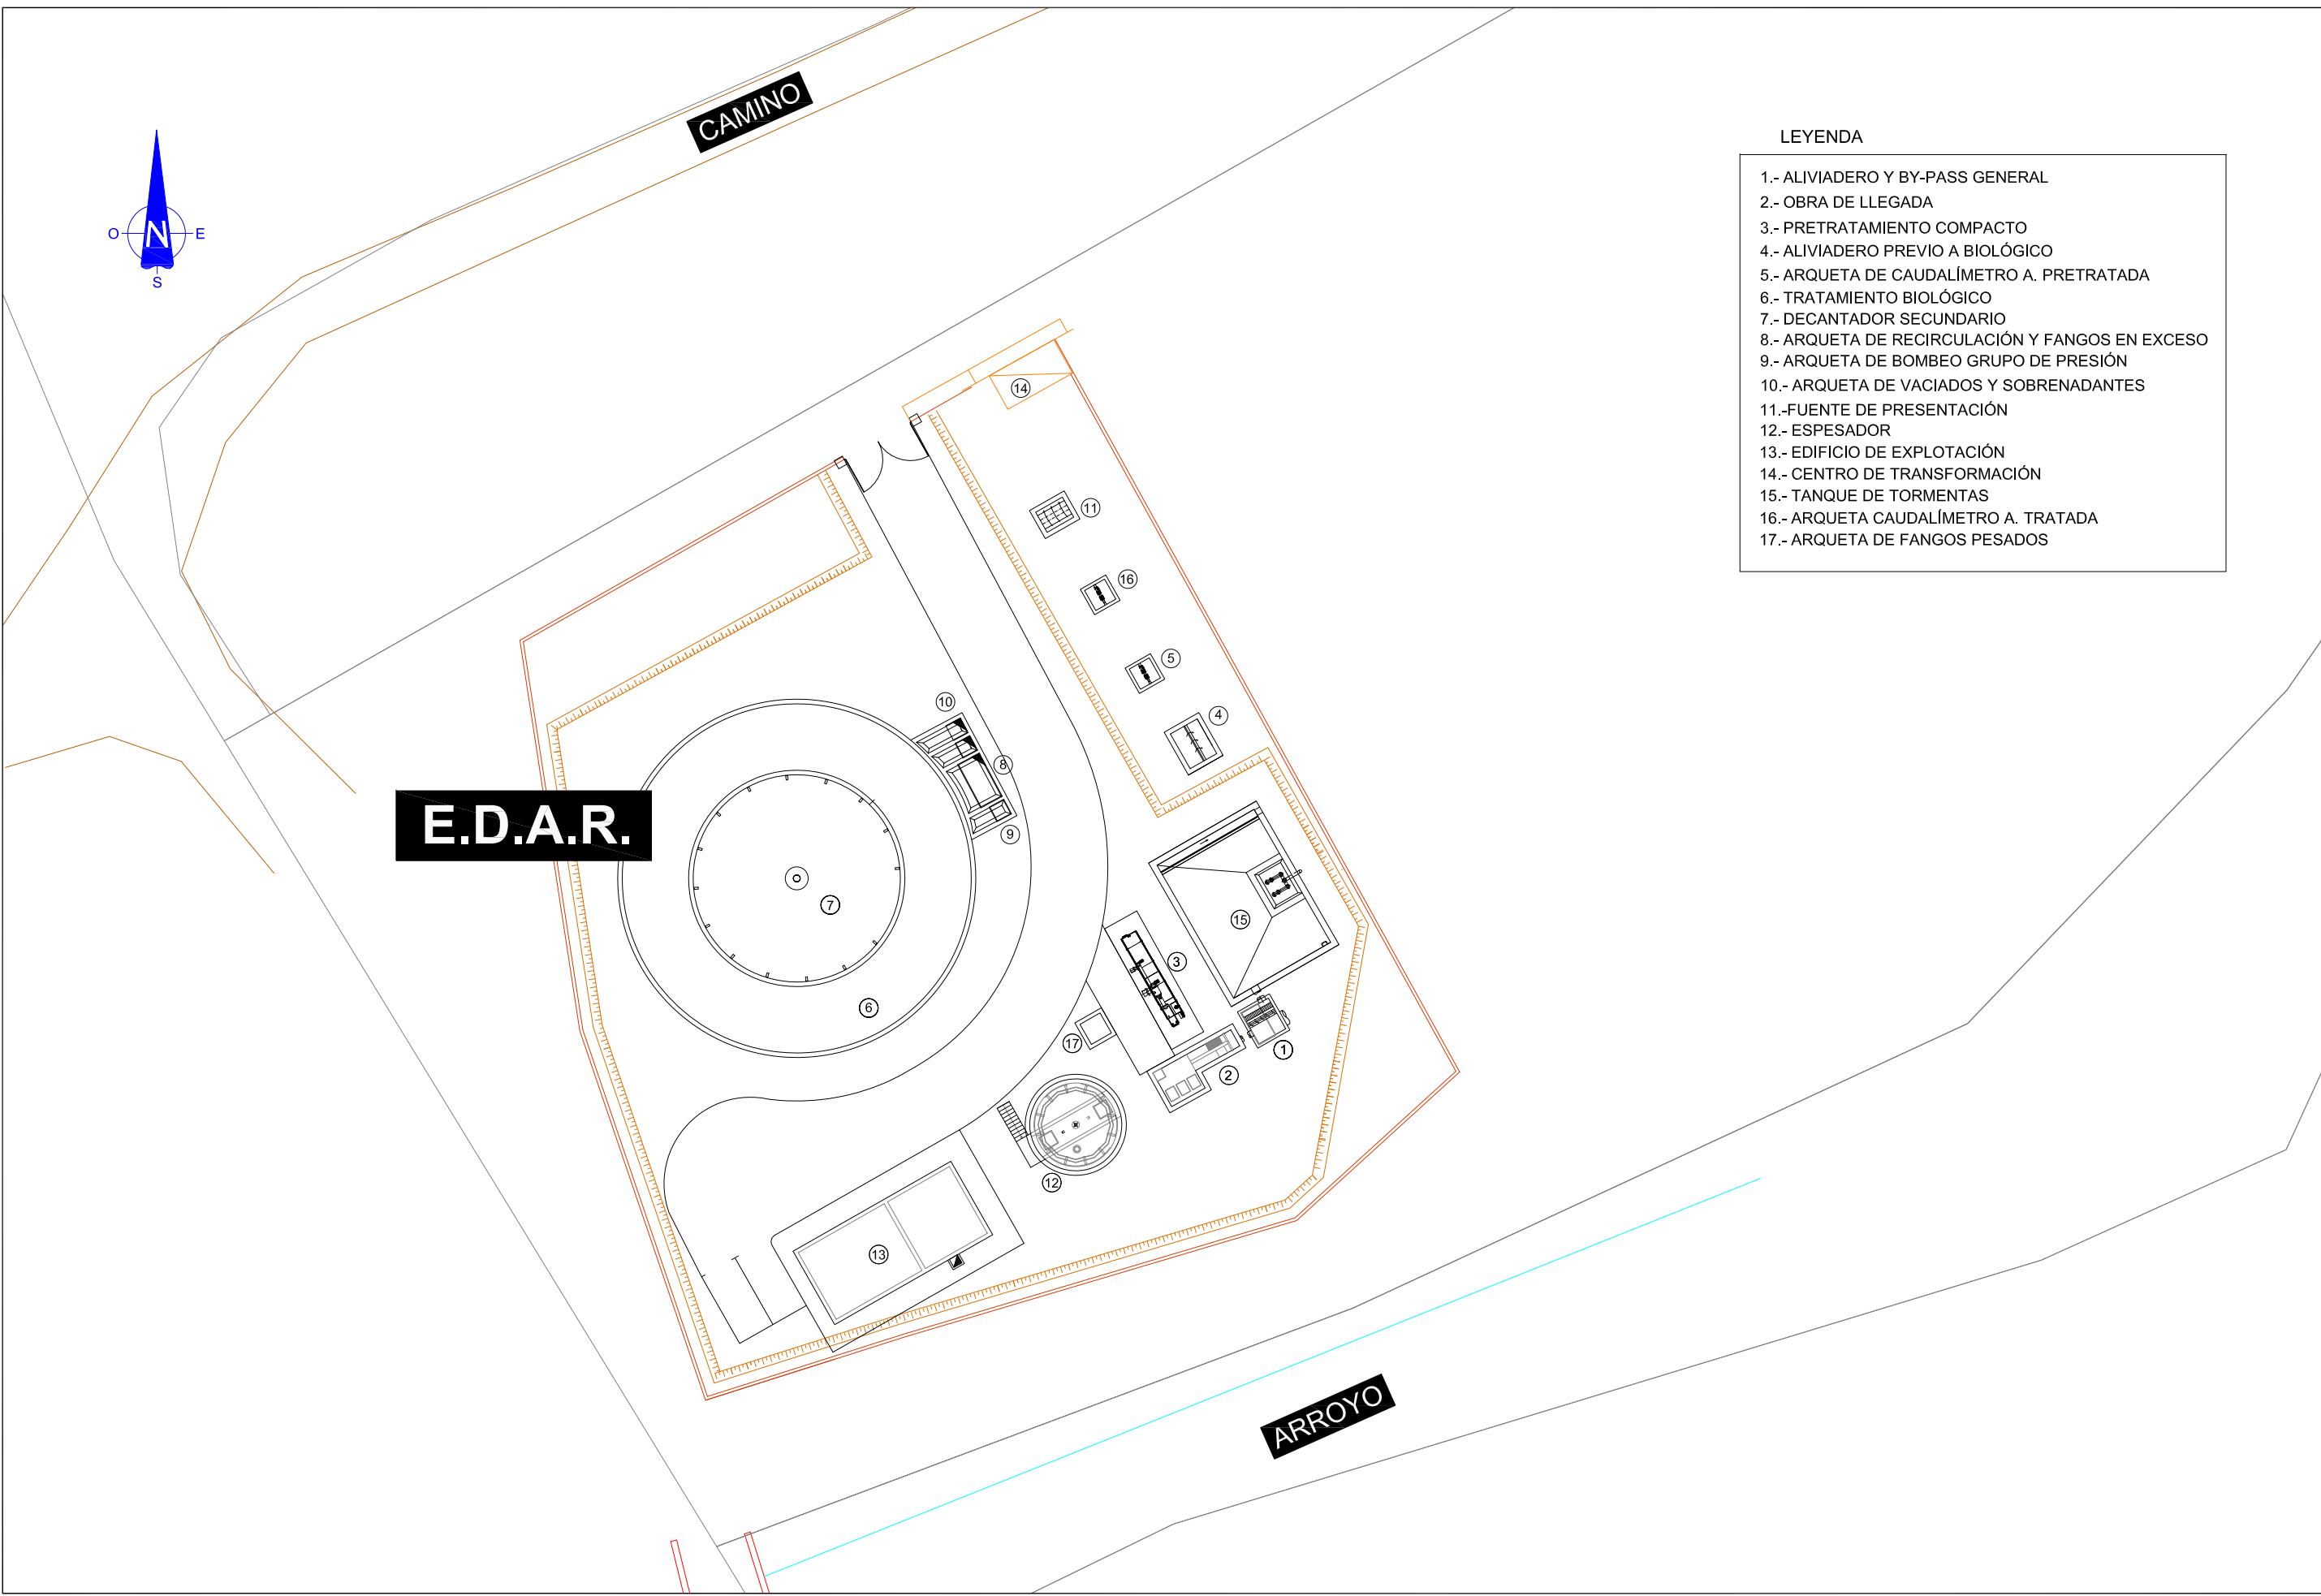 CAMINO
LEYENDA
1.- ALIVIADERO Y BY-PASS GENERAL
2.- OBRA DE LLEGADA
3.- PRETRATAMIENTO COMPACTO
4.- ALIVIADERO PREVIO A BIOLÓGICO
5.- ARQUETA DE CAUDALÍMETRO A. PRETRATADA
6.- TRATAMIENTO BIOLÓGICO
7.- DECANTADOR SECUNDARIO
8.- ARQUETA DE RECIRCULACIÓN Y FANGOS EN EXCESO
9.- ARQUETA DE BOMBEO GRUPO DE PRESIÓN
10.- ARQUETA DE VACIADOS Y SOBRENADANTES
11.-FUENTE DE PRESENTACIÓN
12.- ESPESADOR
13.- EDIFICIO DE EXPLOTACIÓN
14.- CENTRO DE TRANSFORMACIÓN
15.- TANQUE DE TORMENTAS
16.- ARQUETA CAUDALÍMETRO A. TRATADA
17.- ARQUETA DE FANGOS PESADOS
O N E
S
14
11
16
5
10
4
8
E.D.A.R.
9
7
15
3
6
17
1
2
12
13
ARROYO